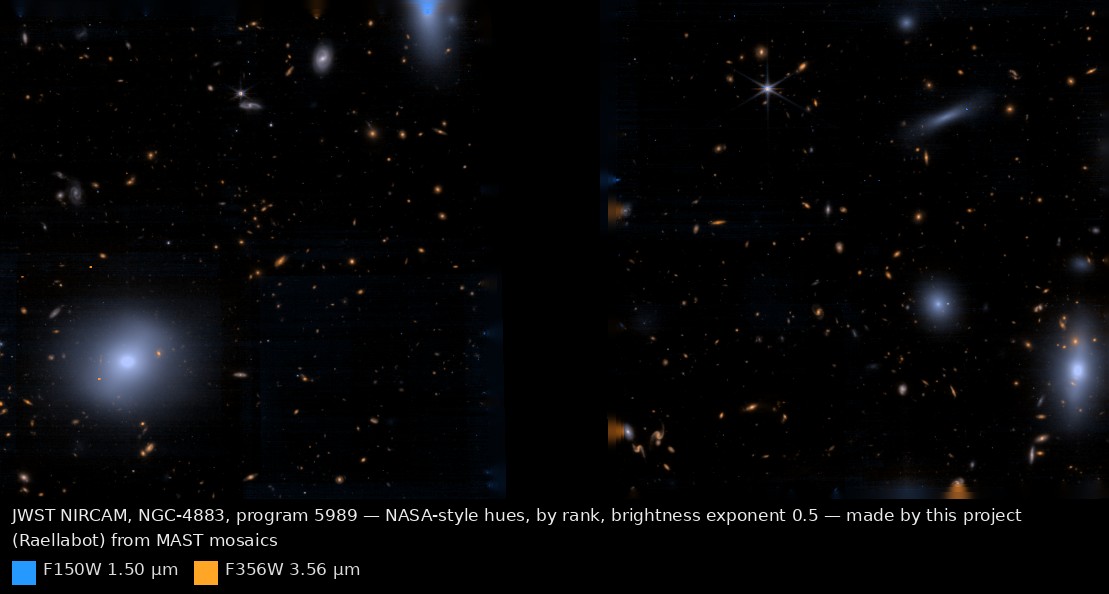 JWST NIRCAM, NGC-4883, program 5989 — NASA-style hues, by rank, brightness exponent 0.5 — made by this project
(Raellabot) from MAST mosaics
F150W 1.50 µm F356W 3.56 µm